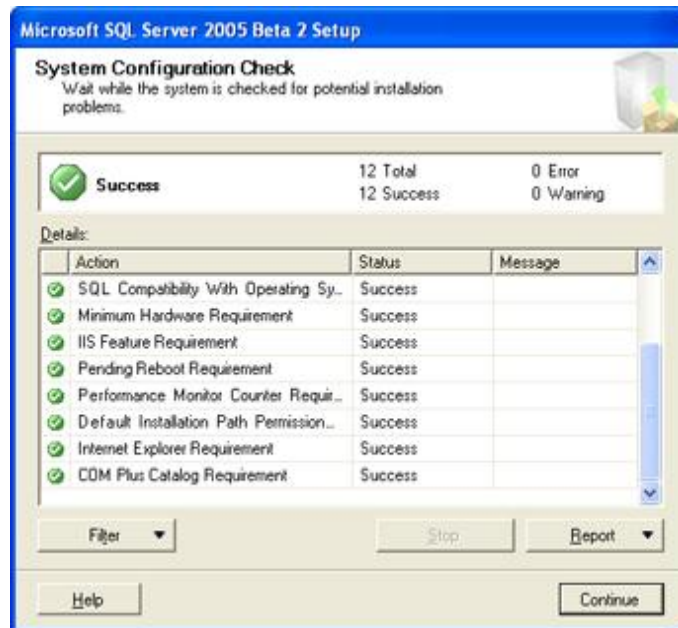 Microsoft SQL Server 2005 Beta 2 Setup
System Configuration Check
Wait while the system is checked for potential installation
problems.
Success
12 Total
0 Error
12 Success
0 Warning
Details:
Action Status Message
SQL Compatibility With Operating Sy... Success
Minimum Hardware Requirement Success
IIS Feature Requirement Success
Pending Reboot Requirement Success
Performance Monitor Counter Requir... Success
Default Installation Path Permission... Success
Internet Explorer Requirement Success
COM Plus Catalog Requirement Success
Filter Stop Report
Help Continue